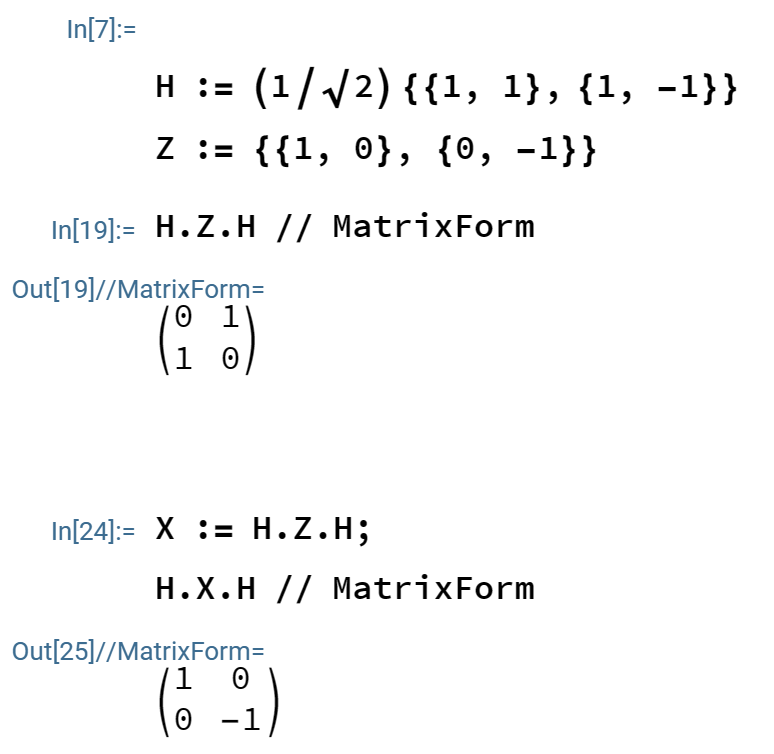 In[7]:=
H := (1/√2) {{1, 1}, {1, -1}}
Z := {{1, 0}, {0, -1}}
In[19]:= H.Z.H // MatrixForm
Out[19]//MatrixForm=
(0 1
1 0)
In[24]:= X := H.Z.H;
H.X.H // MatrixForm
Out[25]//MatrixForm=
(1 0
0 -1)